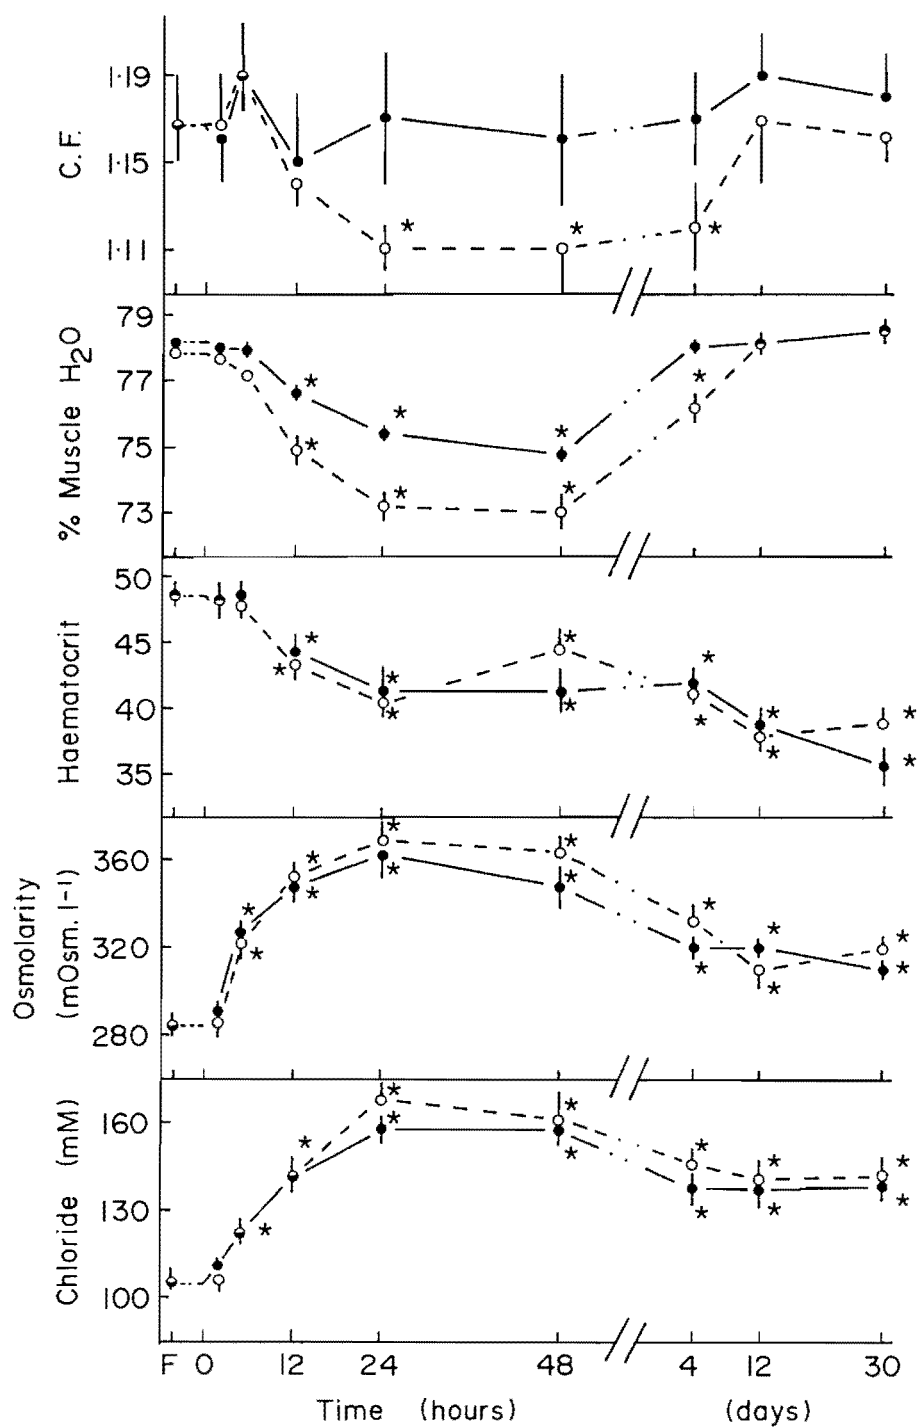 C.F.
1·19
1·15
1·11
% Muscle H2O
79
77
75
73
Haematocrit
50
45
40
35
Osmolarity
(mOsm. l-1)
360
320
280
Chloride (mM)
160
130
100
F 0 12 24 48 4 12 30
Time (hours) (days)